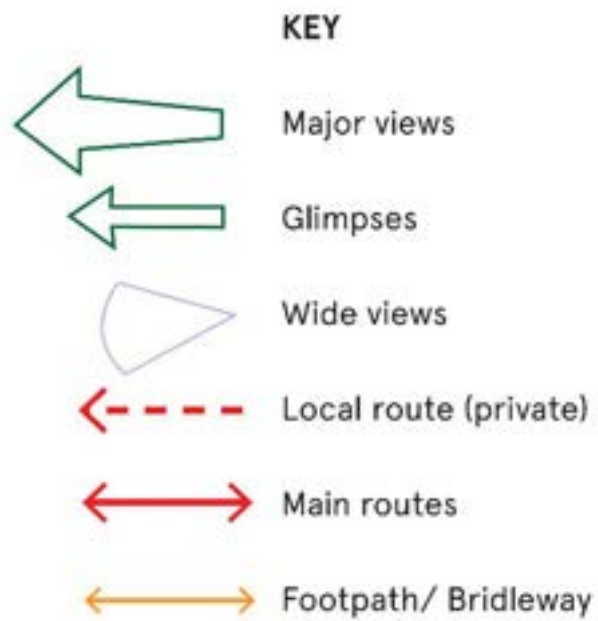 KEY
Major views
Glimpses
Wide views
Local route (private)
Main routes
Footpath/ Bridleway